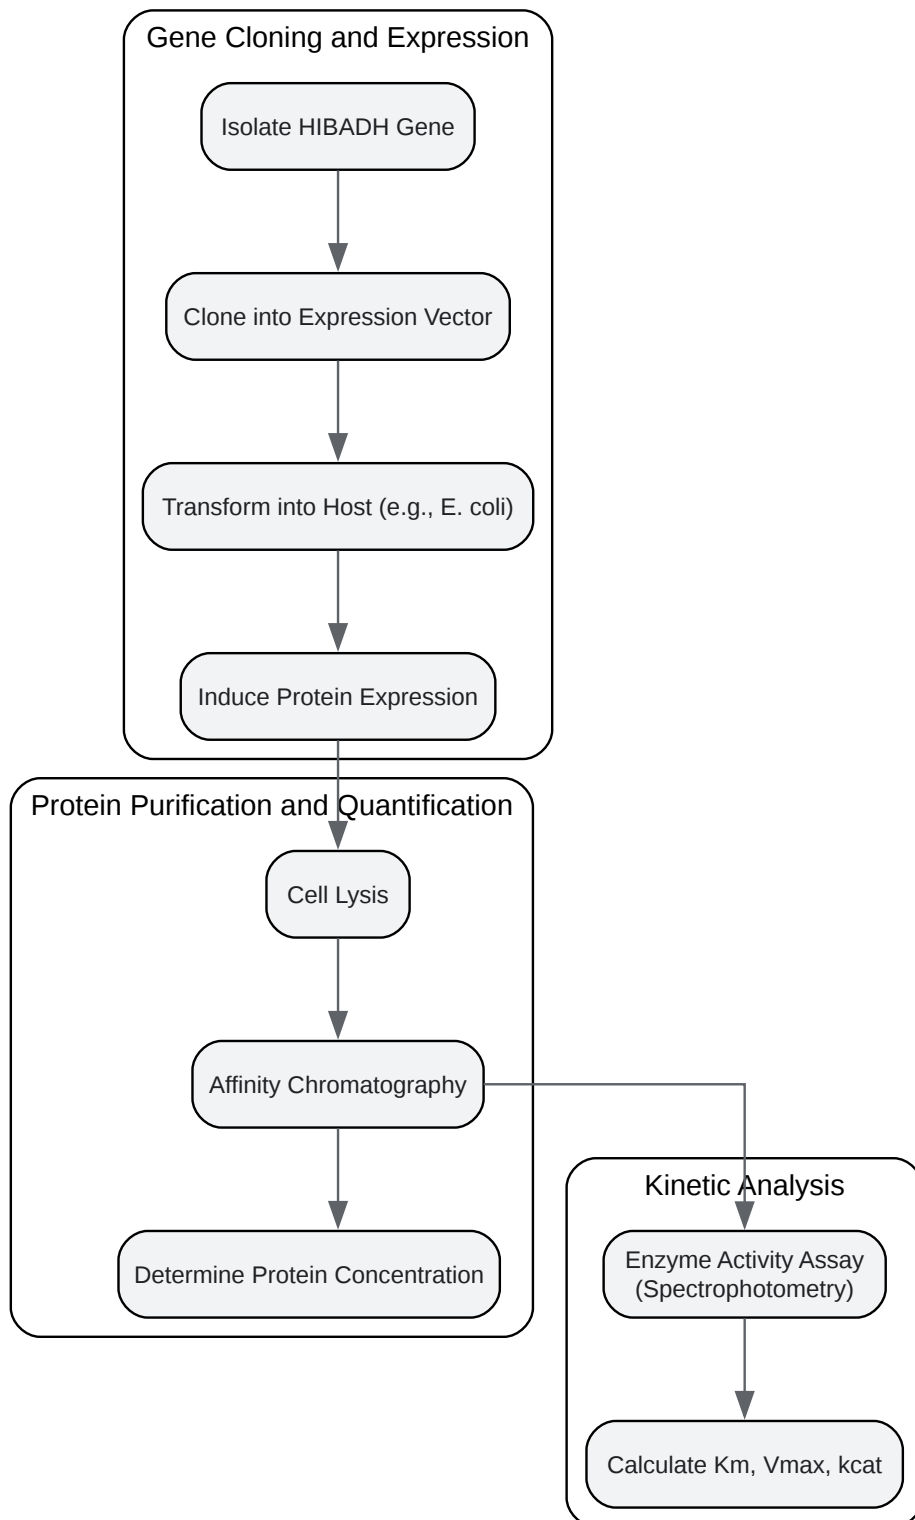 Gene Cloning and Expression
Isolate HIBADH Gene
Clone into Expression Vector
Transform into Host (e.g., E. coli)
Induce Protein Expression
Protein Purification and Quantification
Cell Lysis
Affinity Chromatography
Determine Protein Concentration
Kinetic Analysis
Enzyme Activity Assay
(Spectrophotometry)
Calculate Km, Vmax, kcat